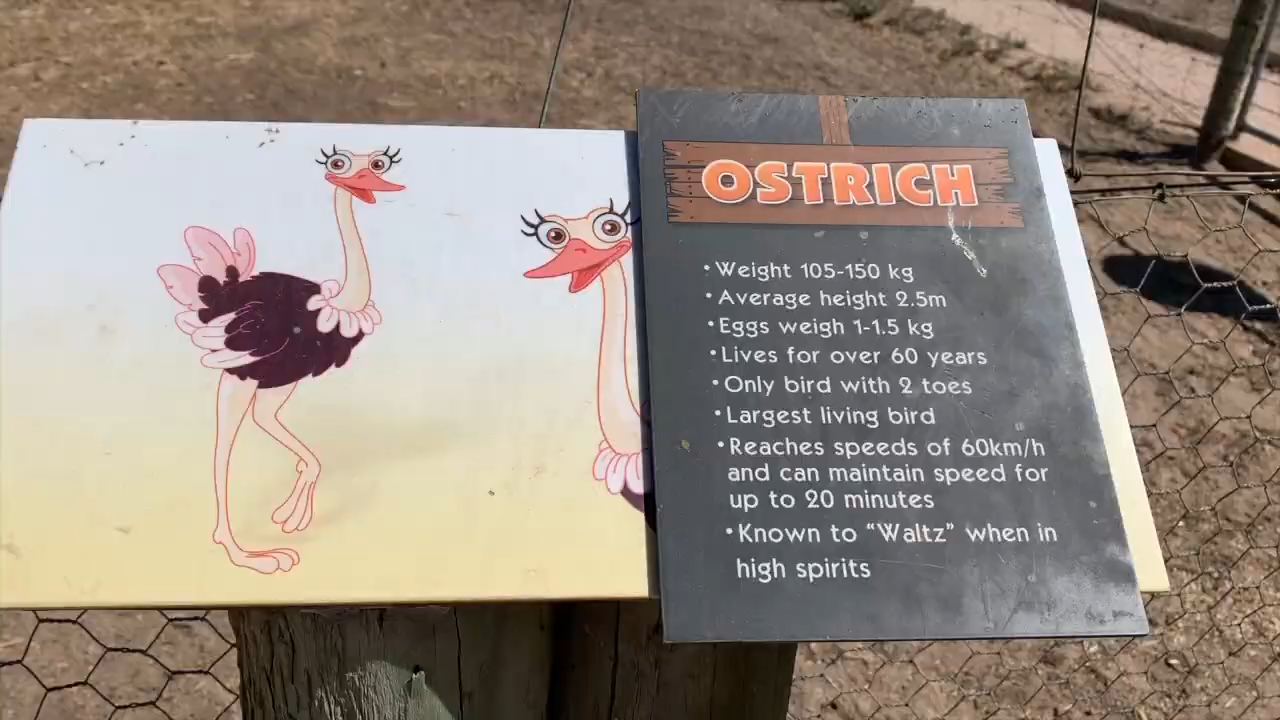 OSTRICH
•Weight 105-150 kg
•Average height 2.5m
•Eggs weigh 1-1.5 kg
•Lives for over 60 years
•Only bird with 2 toes
•Largest living bird
•Reaches speeds of 60km/h
and can maintain speed for
up to 20 minutes
•Known to “Waltz” when in
high spirits